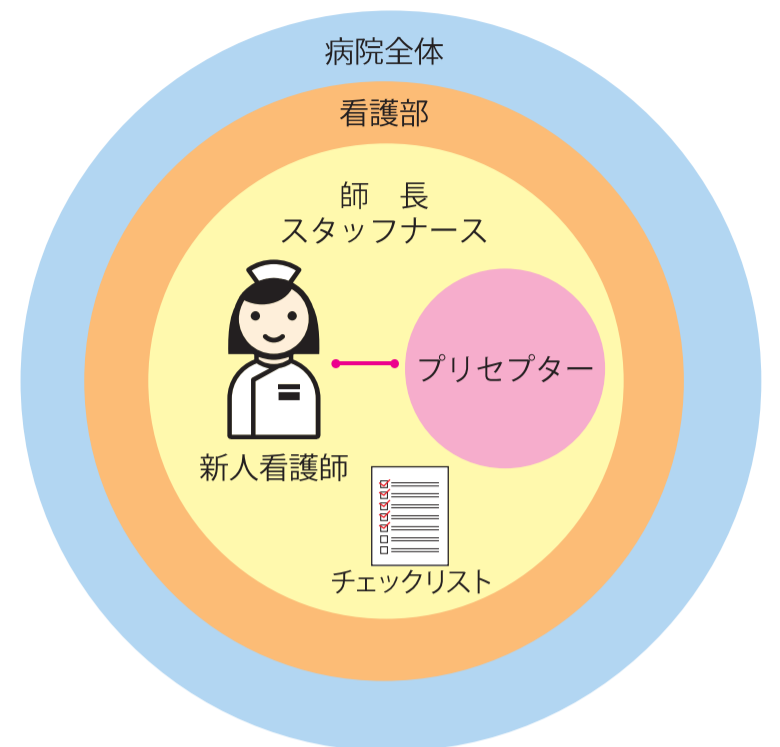 病院全体
看護部
師　長
スタッフナース
プリセプター
新人看護師
チェックリスト